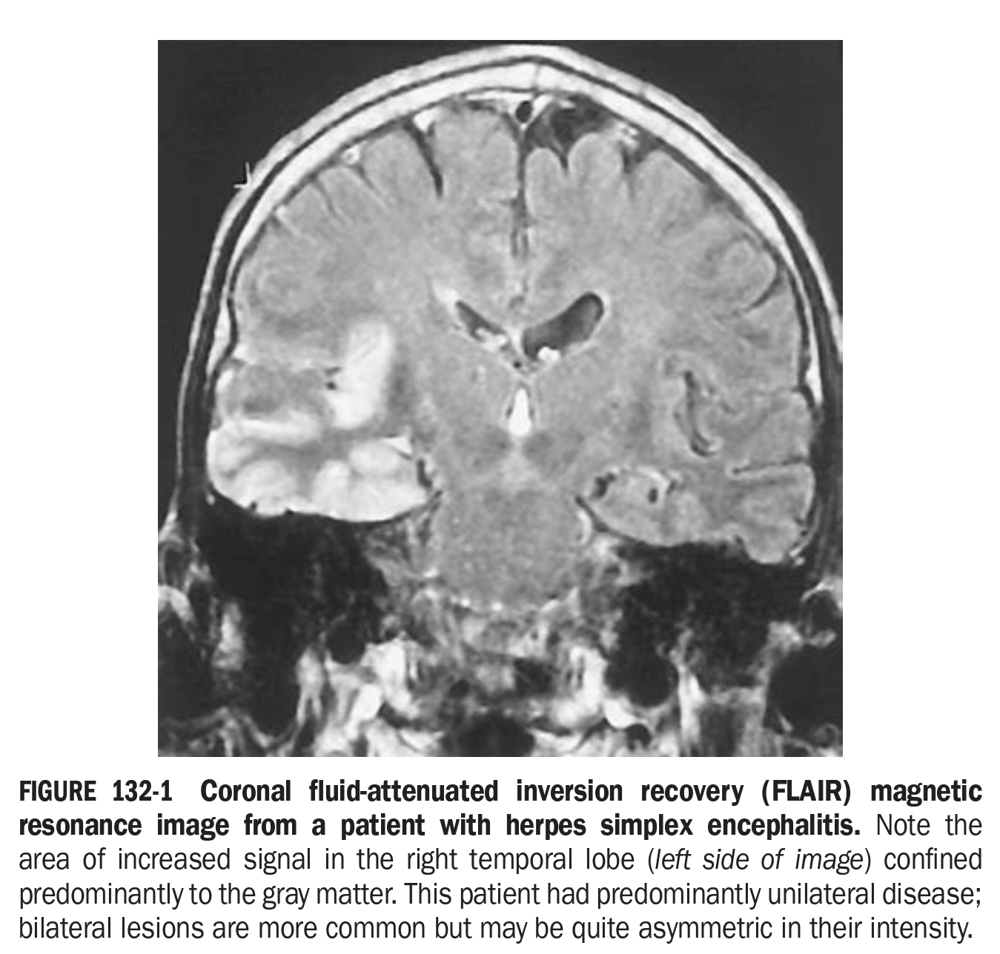 FIGURE 132-1 Coronal fluid-attenuated inversion recovery (FLAIR) magnetic
resonance image from a patient with herpes simplex encephalitis. Note the
area of increased signal in the right temporal lobe (left side of image) confined
predominantly to the gray matter. This patient had predominantly unilateral disease;
bilateral lesions are more common but may be quite asymmetric in their intensity.